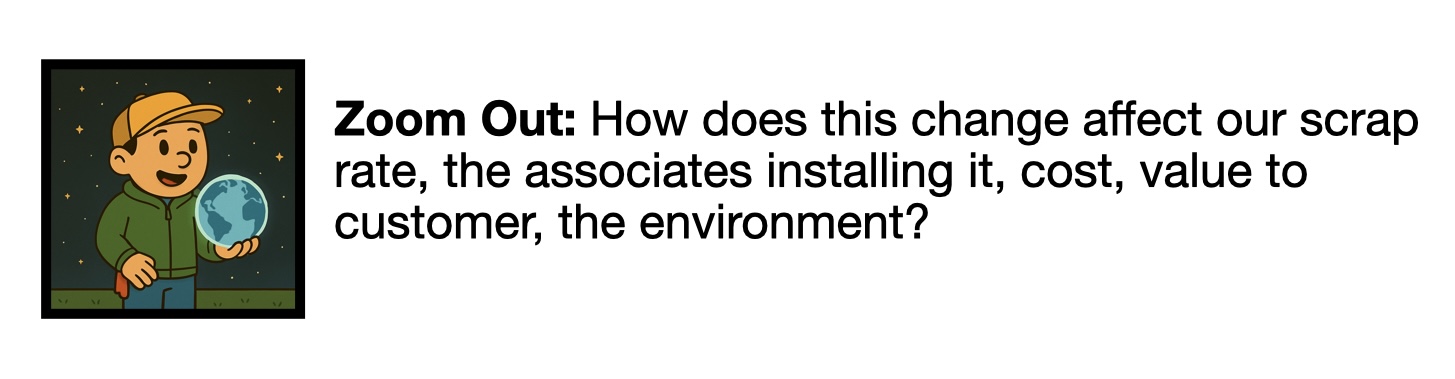 Zoom Out: How does this change affect our scrap
rate, the associates installing it, cost, value to
customer, the environment?